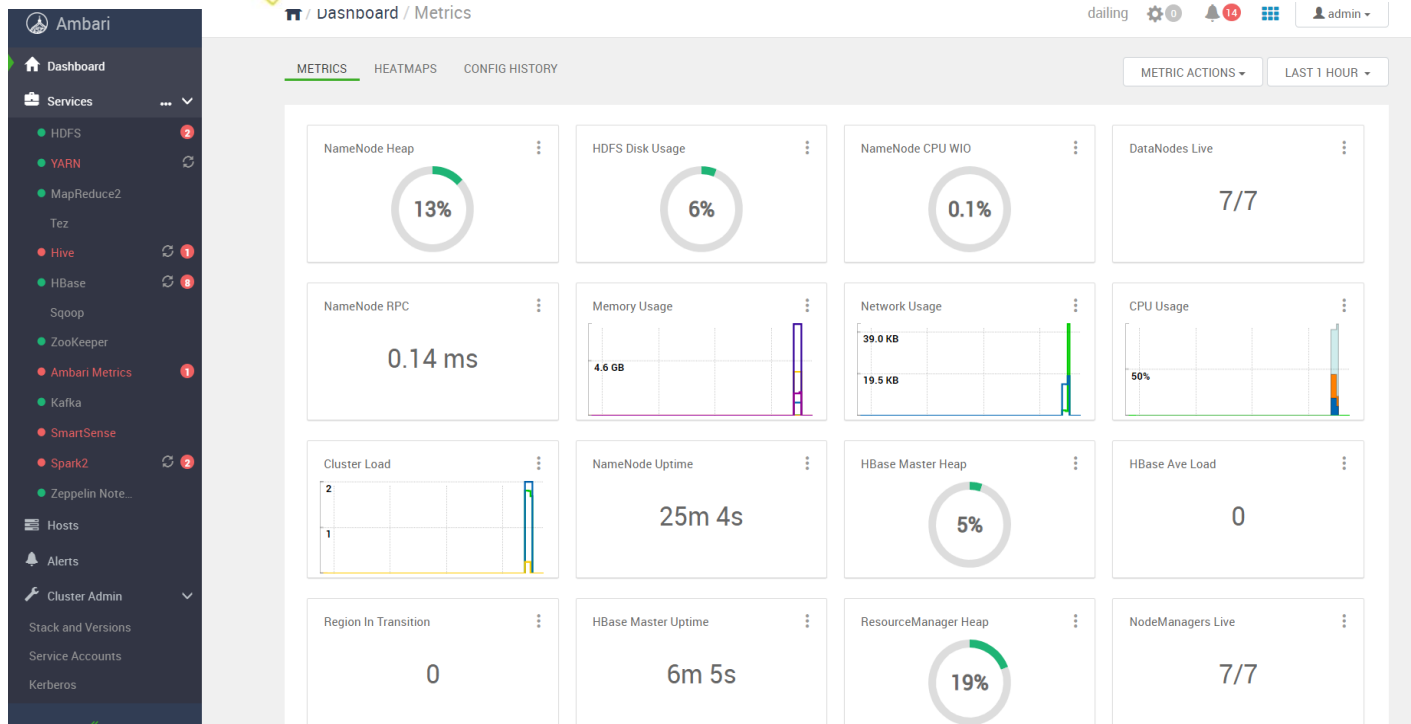 Ambari
Dashboard / Metrics
dailing
0
14
admin
Dashboard
Services
HDFS 2
YARN
MapReduce2
Tez
Hive 1
HBase 8
Sqoop
ZooKeeper
Ambari Metrics 1
Kafka
SmartSense
Spark2 2
Zeppelin Note...
Hosts
Alerts
Cluster Admin
Stack and Versions
Service Accounts
Kerberos
METRICS HEATMAPS CONFIG HISTORY
METRIC ACTIONS
LAST 1 HOUR
NameNode Heap
13%
HDFS Disk Usage
6%
NameNode CPU WIO
0.1%
DataNodes Live
7/7
NameNode RPC
0.14 ms
Memory Usage
4.6 GB
Network Usage
39.0 KB
19.5 KB
CPU Usage
50%
Cluster Load
2
1
NameNode Uptime
25m 4s
HBase Master Heap
5%
HBase Ave Load
0
Region In Transition
0
HBase Master Uptime
6m 5s
ResourceManager Heap
19%
NodeManagers Live
7/7